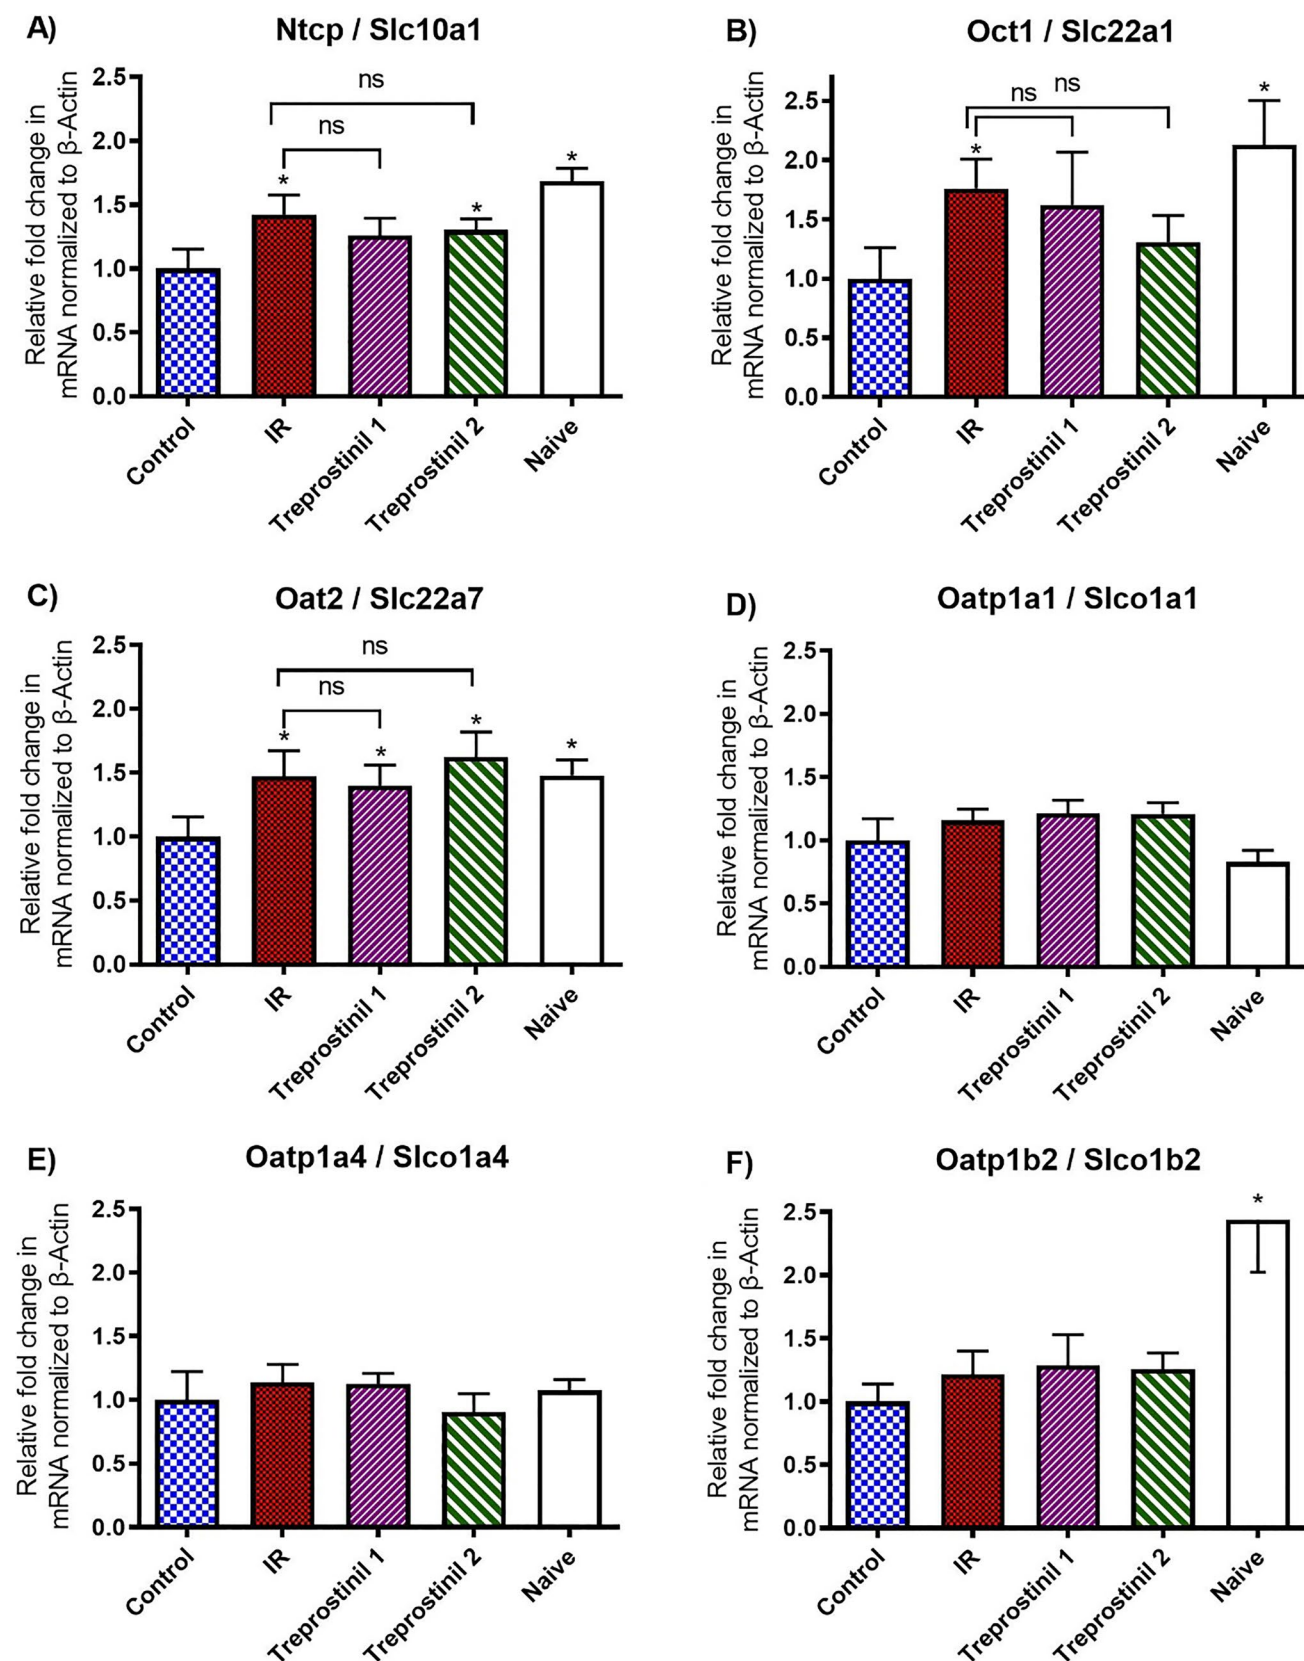 A)
Ntcp / Slc10a1
Relative fold change in
mRNA normalized to β-Actin
2.5
2.0
1.5
1.0
0.5
0.0
ns
ns
*
*
*
Control
IR
Treprostinil 1
Treprostinil 2
Naive
B)
Oct1 / Slc22a1
Relative fold change in
mRNA normalized to β-Actin
2.5
2.0
1.5
1.0
0.5
0.0
ns
ns
*
*
Control
IR
Treprostinil 1
Treprostinil 2
Naive
C)
Oat2 / Slc22a7
Relative fold change in
mRNA normalized to β-Actin
2.5
2.0
1.5
1.0
0.5
0.0
ns
ns
*
*
*
*
Control
IR
Treprostinil 1
Treprostinil 2
Naive
D)
Oatp1a1 / Slco1a1
Relative fold change in
mRNA normalized to β-Actin
2.5
2.0
1.5
1.0
0.5
0.0
Control
IR
Treprostinil 1
Treprostinil 2
Naive
E)
Oatp1a4 / Slco1a4
Relative fold change in
mRNA normalized to β-Actin
2.5
2.0
1.5
1.0
0.5
0.0
Control
IR
Treprostinil 1
Treprostinil 2
Naive
F)
Oatp1b2 / Slco1b2
Relative fold change in
mRNA normalized to β-Actin
2.5
2.0
1.5
1.0
0.5
0.0
*
Control
IR
Treprostinil 1
Treprostinil 2
Naive